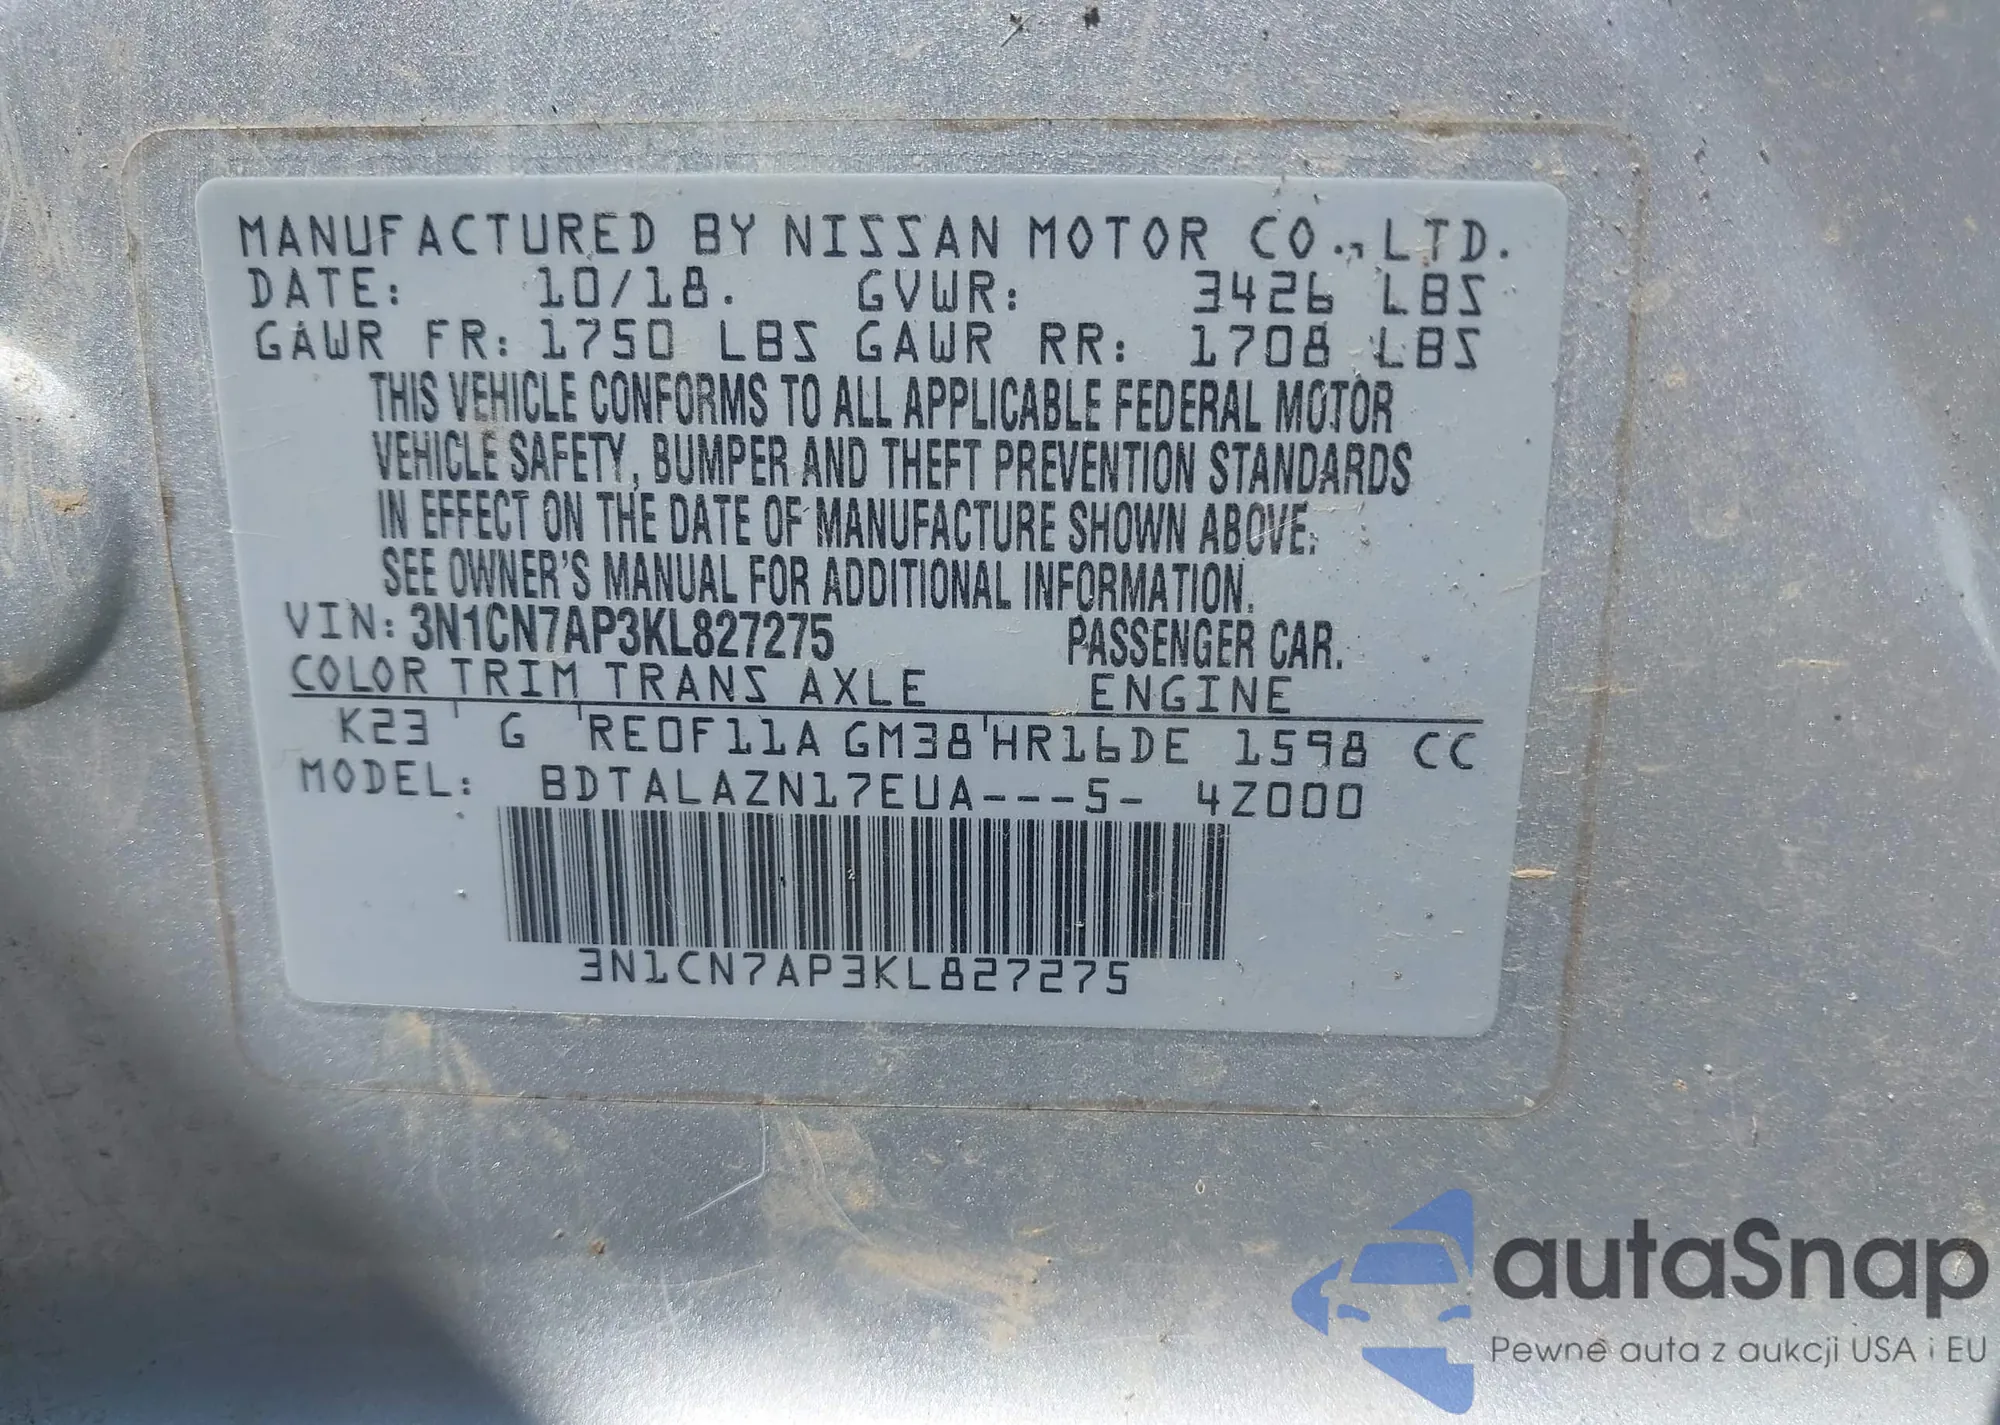 MANUFACTURED BY NISSAN MOTOR CO., LTD.
DATE: 10/18. GVWR: 3426 LBS
GAWR FR: 1750 LBS GAWR RR: 1708 LBS
THIS VEHICLE CONFORMS TO ALL APPLICABLE FEDERAL MOTOR
VEHICLE SAFETY, BUMPER AND THEFT PREVENTION STANDARDS
IN EFFECT ON THE DATE OF MANUFACTURE SHOWN ABOVE.
SEE OWNER'S MANUAL FOR ADDITIONAL INFORMATION.
VIN: 3N1CN7AP3KL827275 PASSENGER CAR.
COLOR TRIM TRANS AXLE ENGINE
K23 G RE0F11A GM38 HR16DE 1598 CC
MODEL: BDTALAZN17EUA---5- 4Z000
3N1CN7AP3KL827275
autaSnap
Pewne auta z aukcji USA i EU